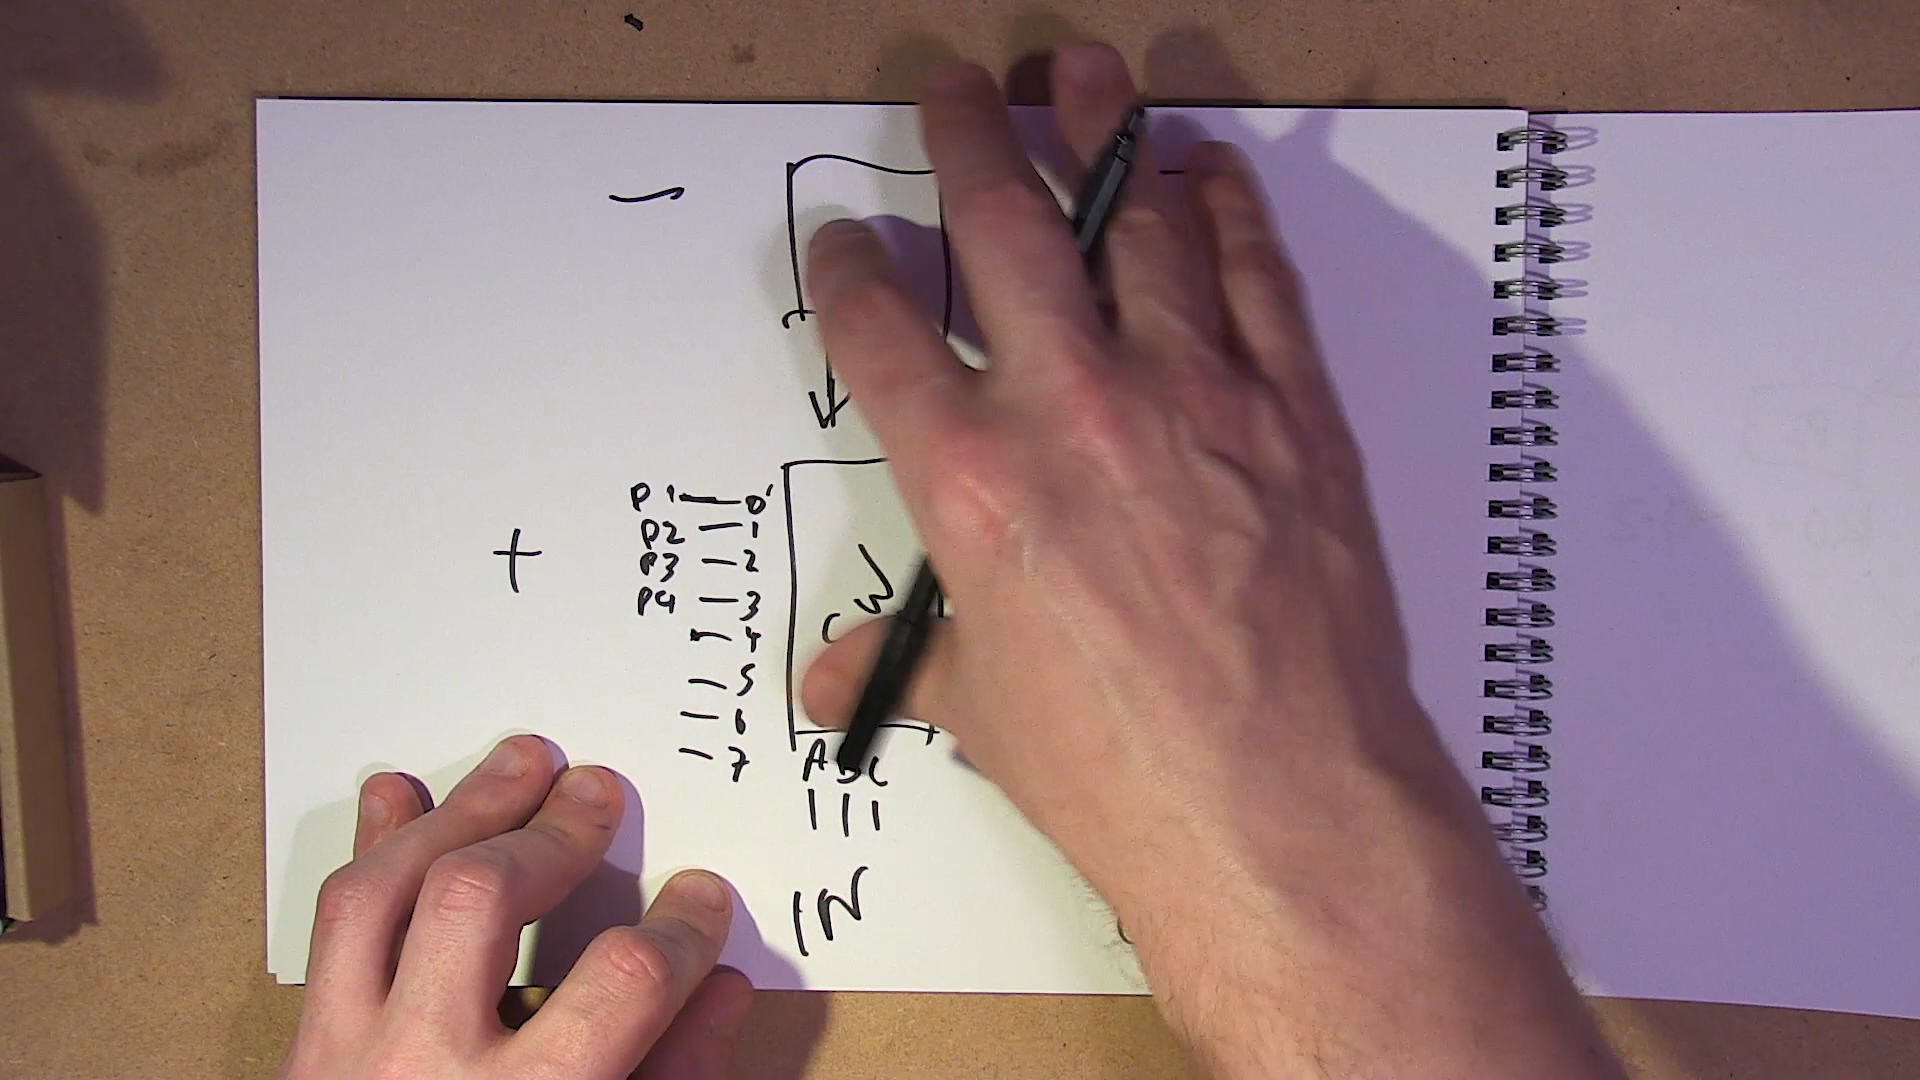 P1 — 0
P2 — 1
P3 — 2
P4 — 3
— 4
— 5
— 6
— 7
+
A B C
IN